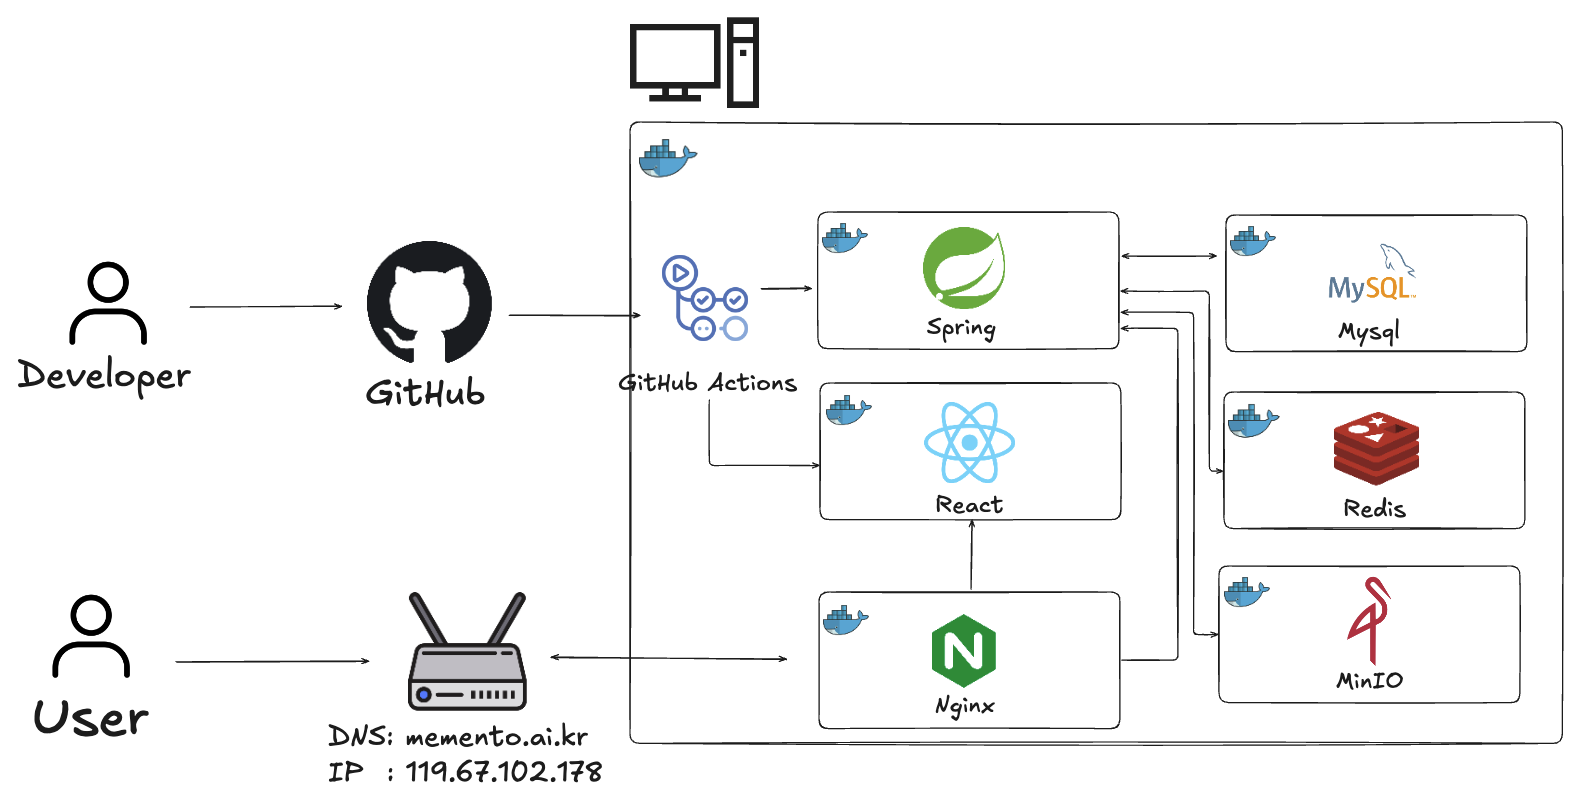 Developer
GitHub
GitHub Actions
Spring
MySQL
TM
Mysql
React
Redis
User
DNS: memento.ai.kr
IP : 119.67.102.178
N
Nginx
MinIO